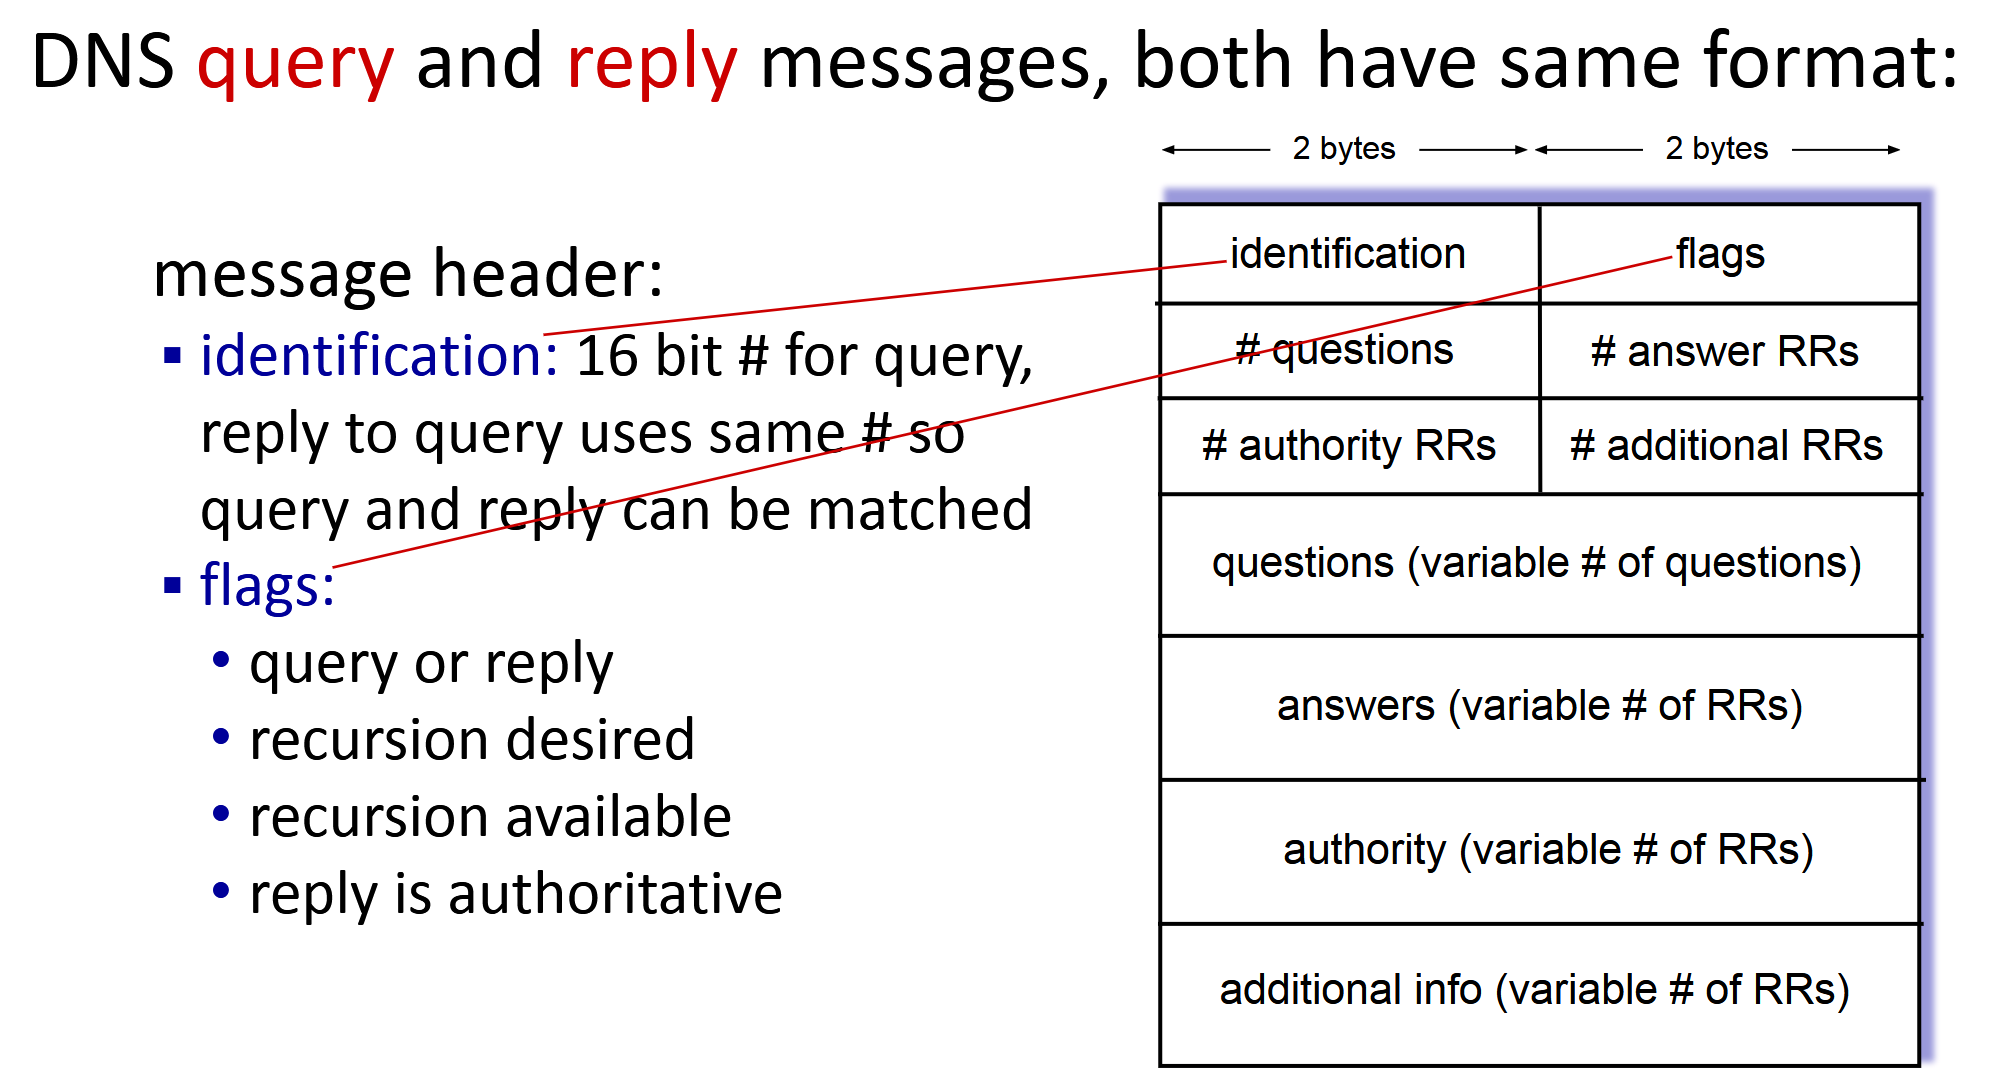 DNS query and reply messages, both have same format:
message header:
▪ identification: 16 bit # for query,
reply to query uses same # so
query and reply can be matched
▪ flags:
• query or reply
• recursion desired
• recursion available
• reply is authoritative
2 bytes 2 bytes
identification flags
# questions # answer RRs
# authority RRs # additional RRs
questions (variable # of questions)
answers (variable # of RRs)
authority (variable # of RRs)
additional info (variable # of RRs)